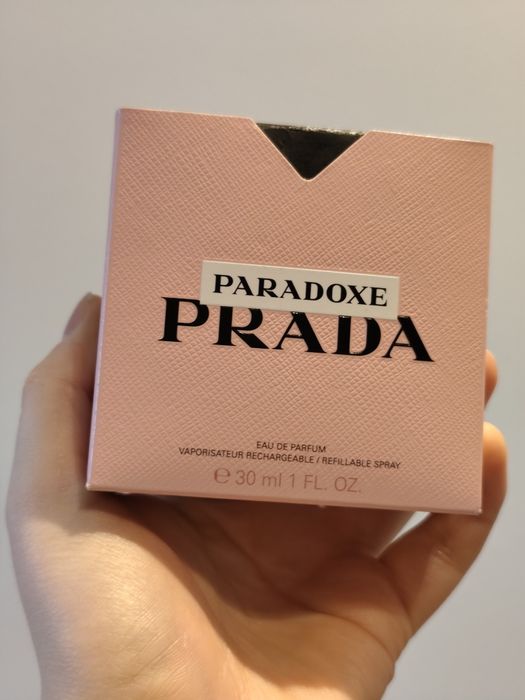 PARADOXE
PRADA
EAU DE PARFUM
VAPORISATEUR RECHARGEABLE / REFILLABLE SPRAY
℮ 30 ml 1 FL. OZ.